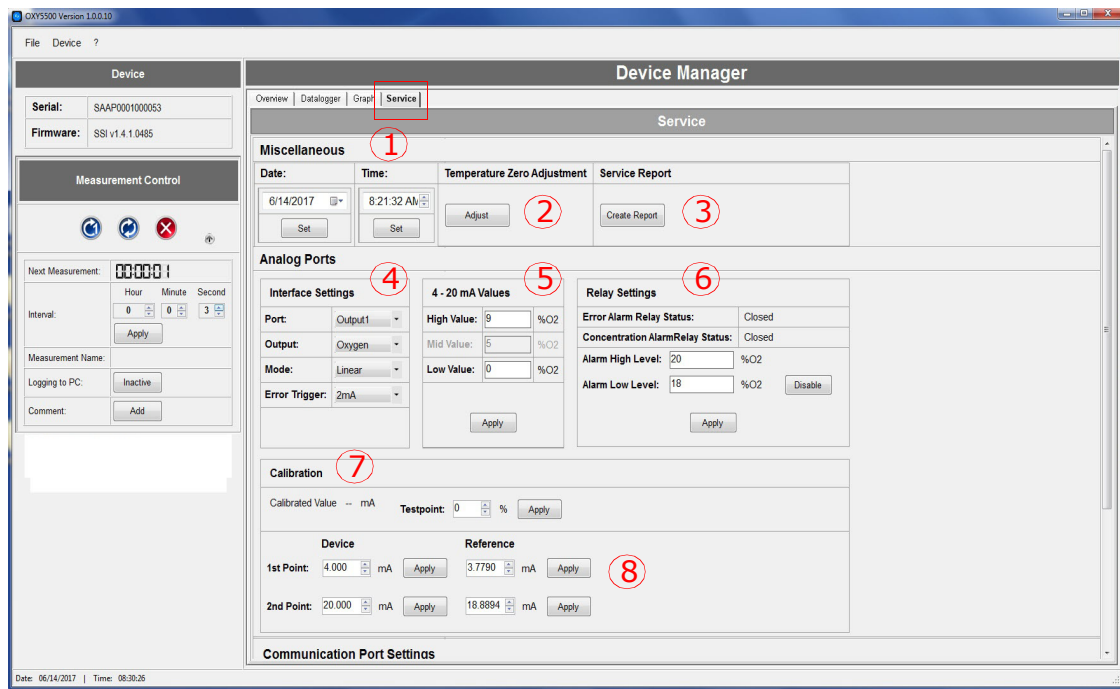 OXY5500 Version 1.0.0.10
File Device ?
Device
Serial: SAAP0001000053
Firmware: SSI v1.4.1.0485
Measurement Control
Next Measurement: 00:00:01
Hour Minute Second
Interval: 0 0 3
Apply
Measurement Name:
Logging to PC: Inactive
Comment: Add
Device Manager
Overview Datalogger Graph Service
Service
1
Miscellaneous
Date: Time: Temperature Zero Adjustment Service Report
6/14/2017 8:21:32 AM
Set Set Adjust 2 Create Report 3
Analog Ports
4 5 6
Interface Settings 4 - 20 mA Values Relay Settings
Port: Output1 High Value: 9 %O2 Error Alarm Relay Status: Closed
Output: Oxygen Mid Value: 5 %O2 Concentration AlarmRelay Status: Closed
Mode: Linear Low Value: 0 %O2 Alarm High Level: 20 %O2
Error Trigger: 2mA Alarm Low Level: 18 %O2 Disable
Apply Apply
Calibration 7
Calibrated Value -- mA Testpoint: 0 % Apply
Device Reference
1st Point: 4.000 mA Apply 3.7790 mA Apply 8
2nd Point: 20.000 mA Apply 18.8894 mA Apply
Communication Port Settings
Date: 06/14/2017 | Time: 08:30:26